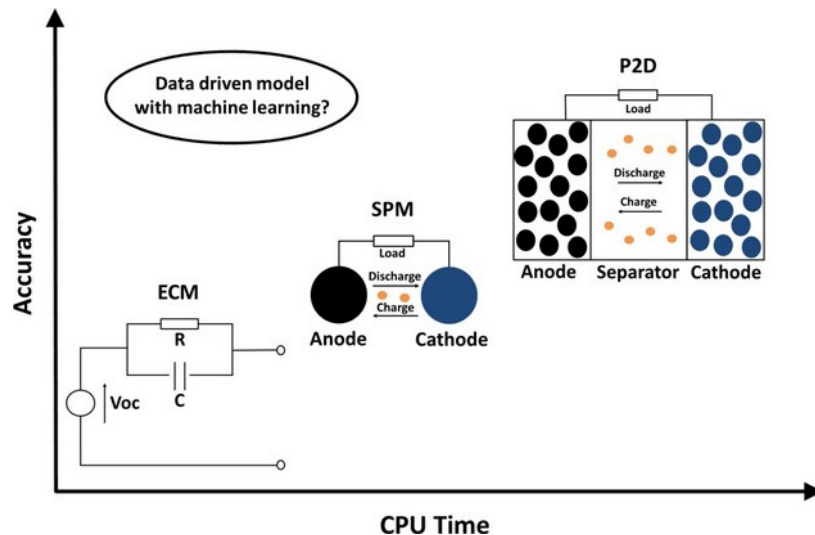 Data driven model
with machine learning?
P2D
Load
Discharge
Charge
Anode Separator Cathode
SPM
Load
Discharge
Charge
Anode Cathode
ECM
R
C
Voc
Accuracy
CPU Time